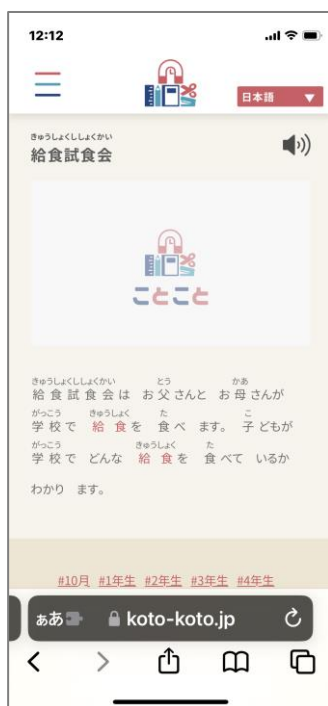 12:12
日本語
きゅうしょくししょくかい
給食試食会
ことこと
きゅうしょくししょくかい とう かあ
給食試食会は お父さんと お母さんが
がっこう きゅうしょく た こ
学校で 給食を 食べ ます。 子どもが
がっこう きゅうしょく た
学校で どんな 給食を 食べて いるか
わかり ます。
#10月 #1年生 #2年生 #3年生 #4年生
ぁあ koto-koto.jp